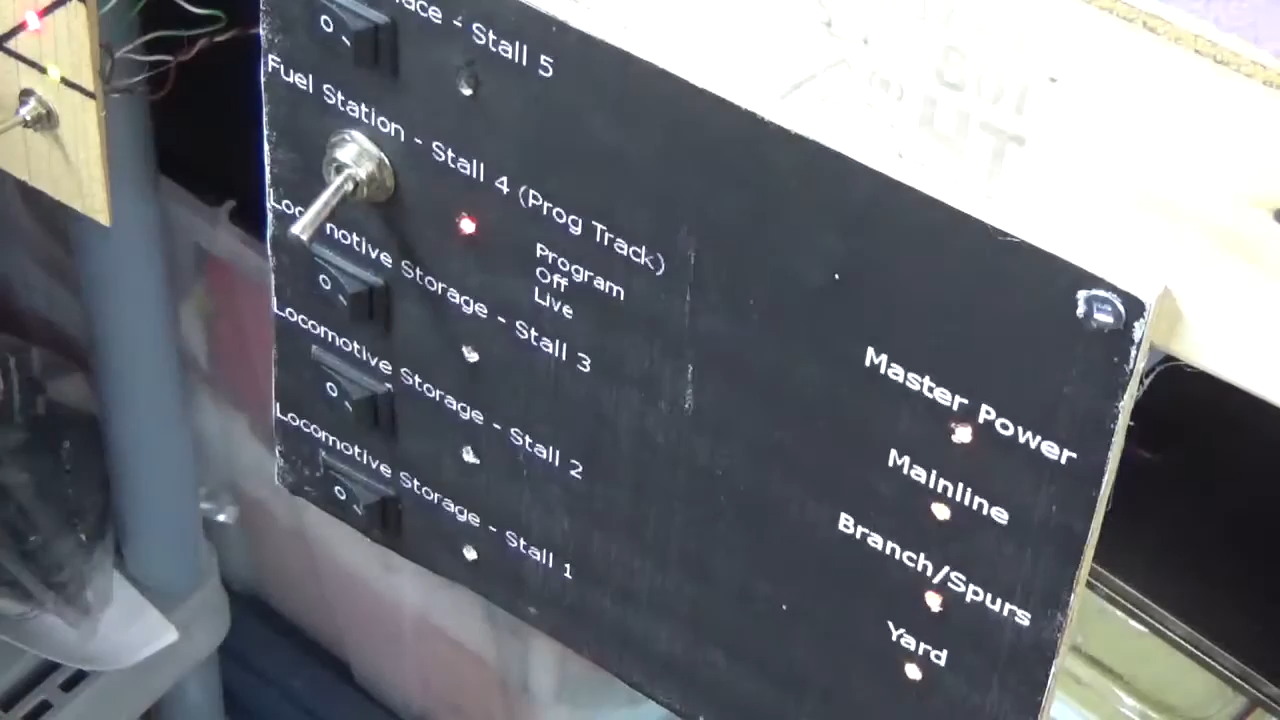 Stall 5
Fuel Station - Stall 4 (Prog Track)
Program
Off
Live
Storage - Stall 3
Locomotive Storage - Stall 2
Locomotive Storage - Stall 1
Master Power
Mainline
Branch/Spurs
Yard